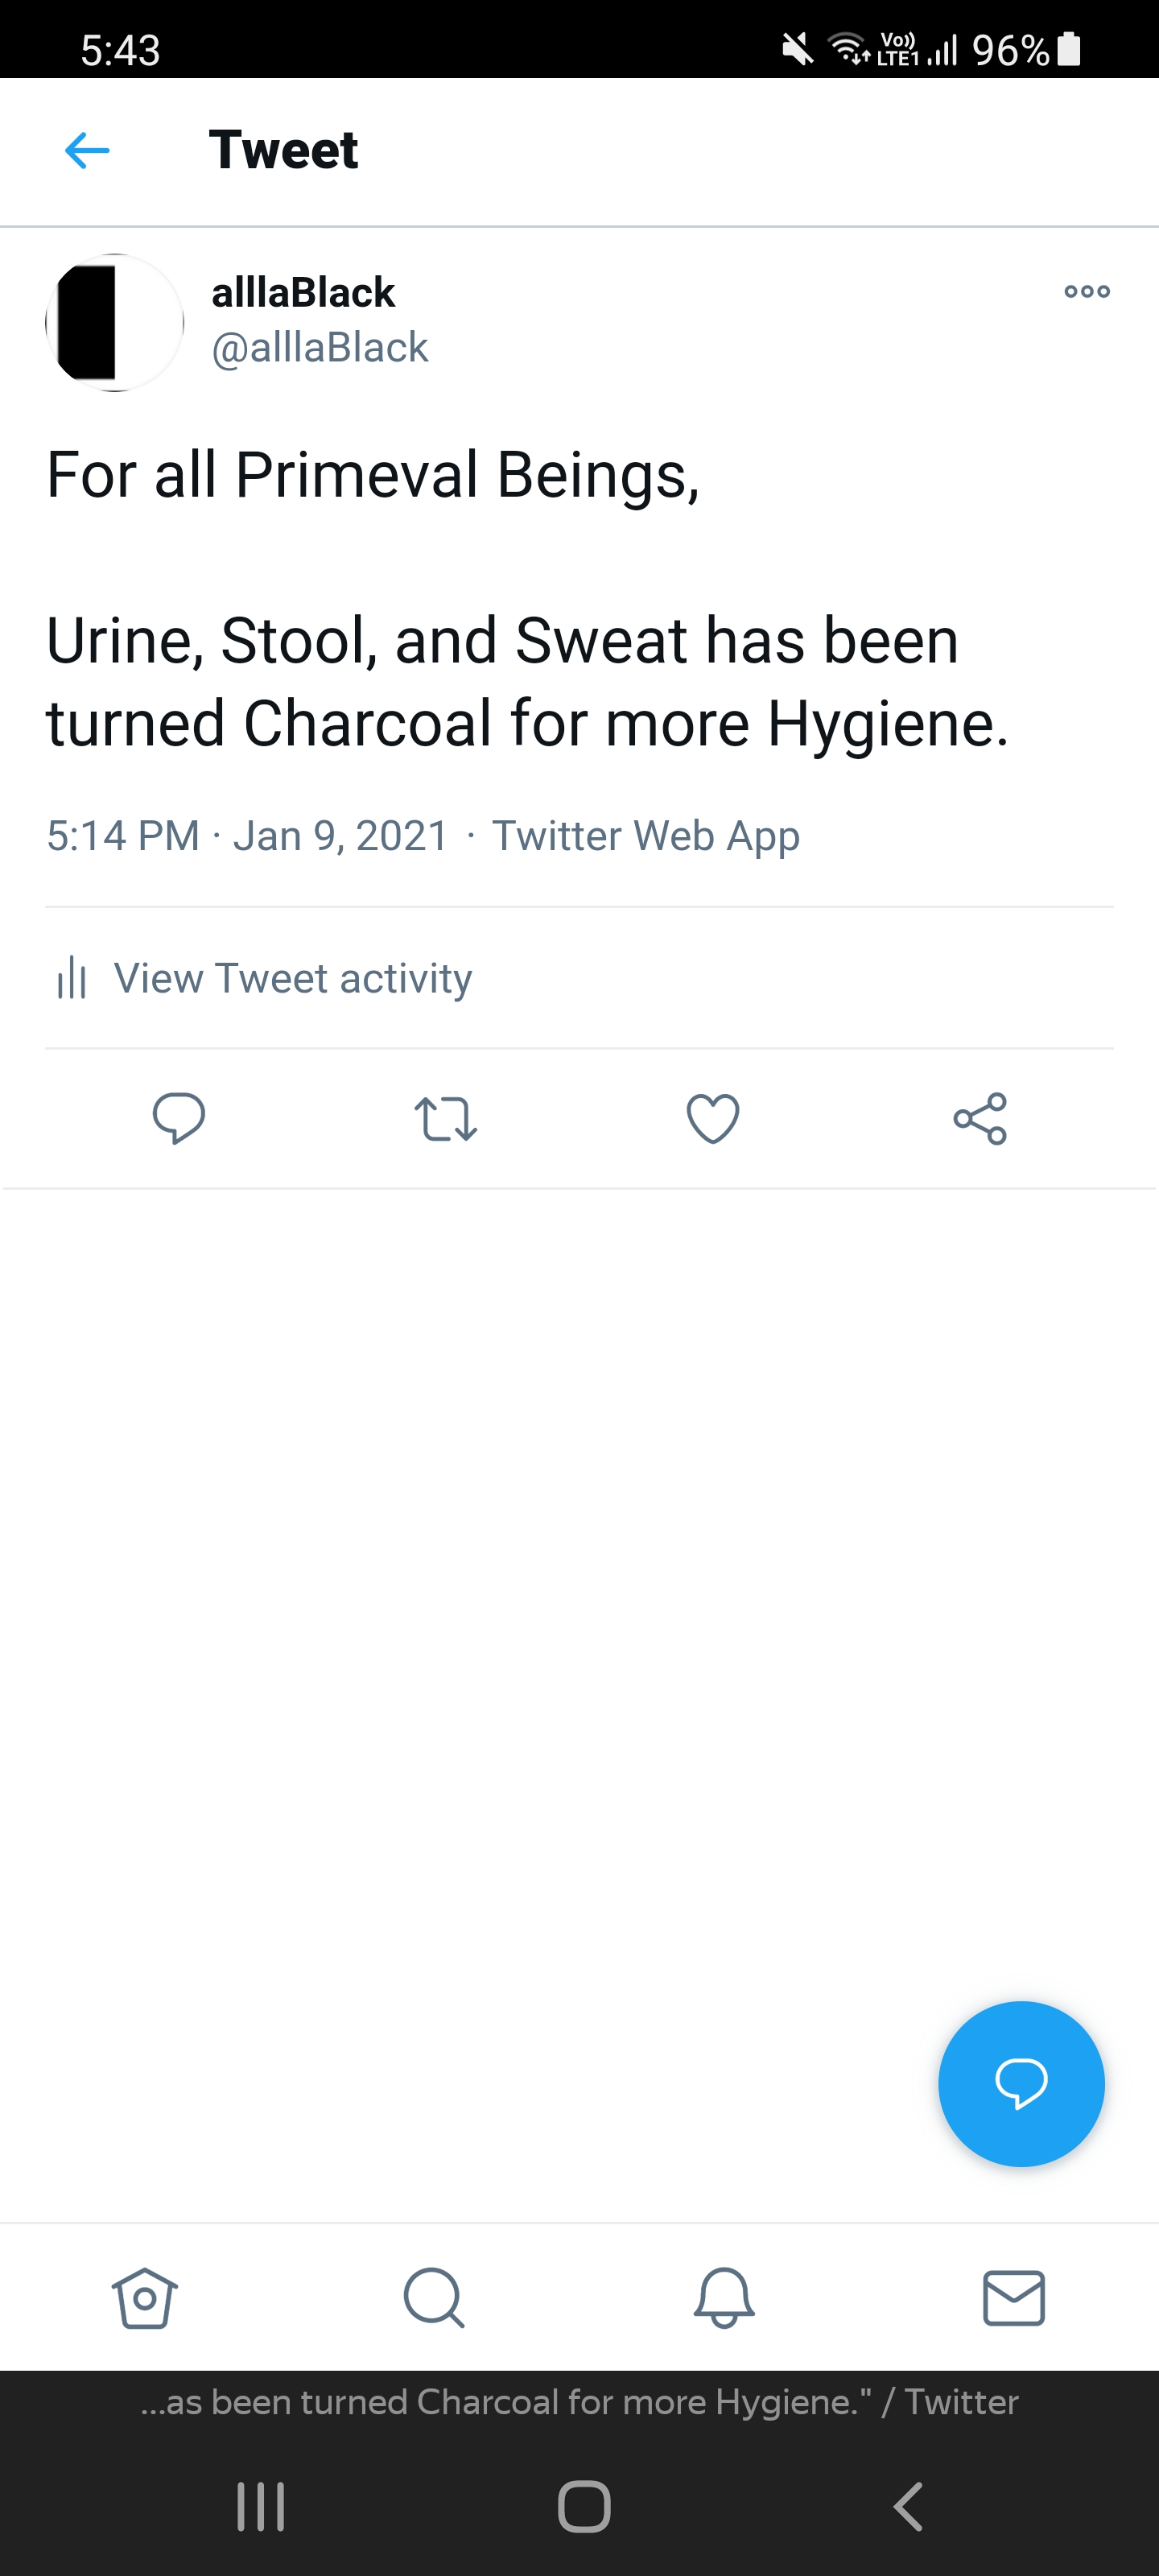 5:43 Vo)) LTE1 96%
Tweet
alllaBlack
@alllaBlack
For all Primeval Beings,
Urine, Stool, and Sweat has been
turned Charcoal for more Hygiene.
5:14 PM · Jan 9, 2021 · Twitter Web App
View Tweet activity
...as been turned Charcoal for more Hygiene." / Twitter